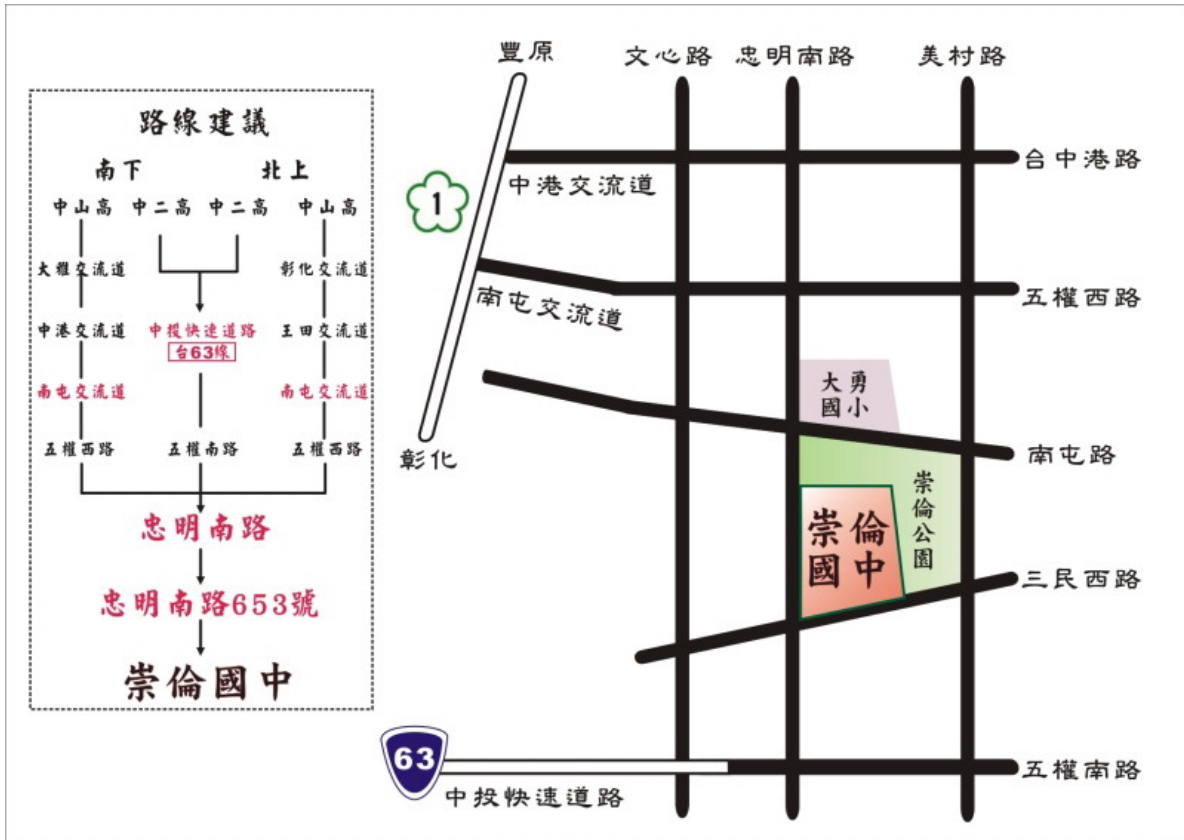 路線建議
南下 北上
中山高 中二高 中二高 中山高
大雅交流道 彰化交流道
中港交流道 中投快速道路 王田交流道
台63線
南屯交流道 南屯交流道
五權西路 五權南路 五權西路
忠明南路
忠明南路653號
崇倫國中
豐原
文心路
忠明南路
美村路
台中港路
中港交流道
1
五權西路
南屯交流道
大勇
國小
彰化
南屯路
崇倫公園
崇倫
國中
三民西路
63
中投快速道路
五權南路